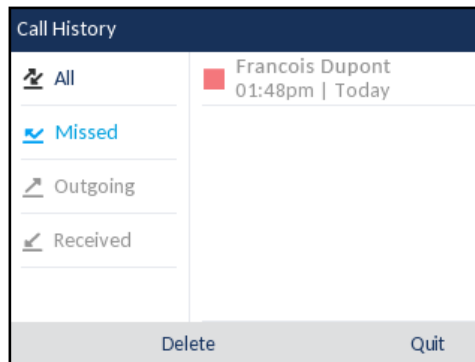 Call History
All
Missed
Outgoing
Received
Francois Dupont
01:48pm | Today
Delete
Quit